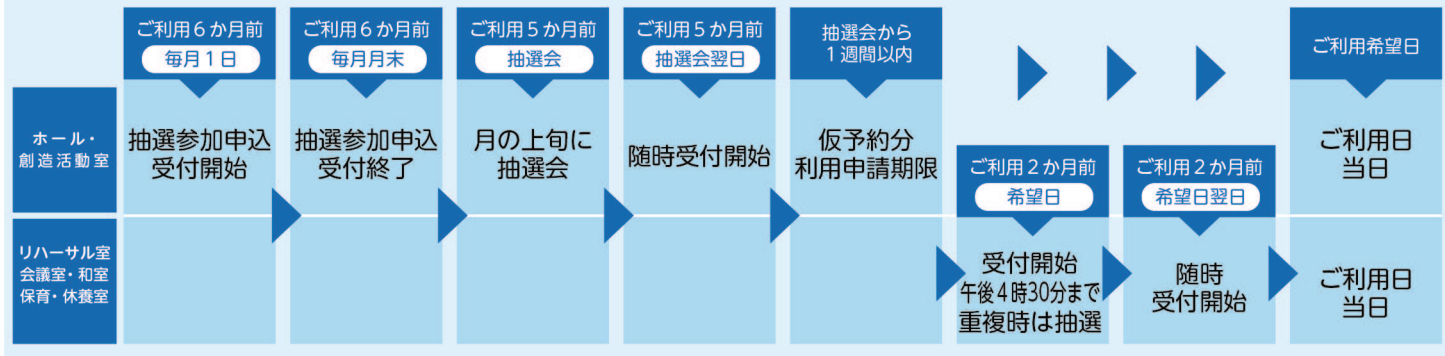 ご利用6か月前
毎月1日
ご利用6か月前
毎月月末
ご利用5か月前
抽選会
ご利用5か月前
抽選会翌日
抽選会から
1週間以内
ご利用希望日
ホール・
創造活動室
抽選参加申込
受付開始
抽選参加申込
受付終了
月の上旬に
抽選会
随時受付開始
仮予約分
利用申請期限
ご利用日
当日
ご利用2か月前
希望日
ご利用2か月前
希望日翌日
リハーサル室
会議室・和室
保育・休養室
受付開始
午後4時30分まで
重複時は抽選
随時
受付開始
ご利用日
当日